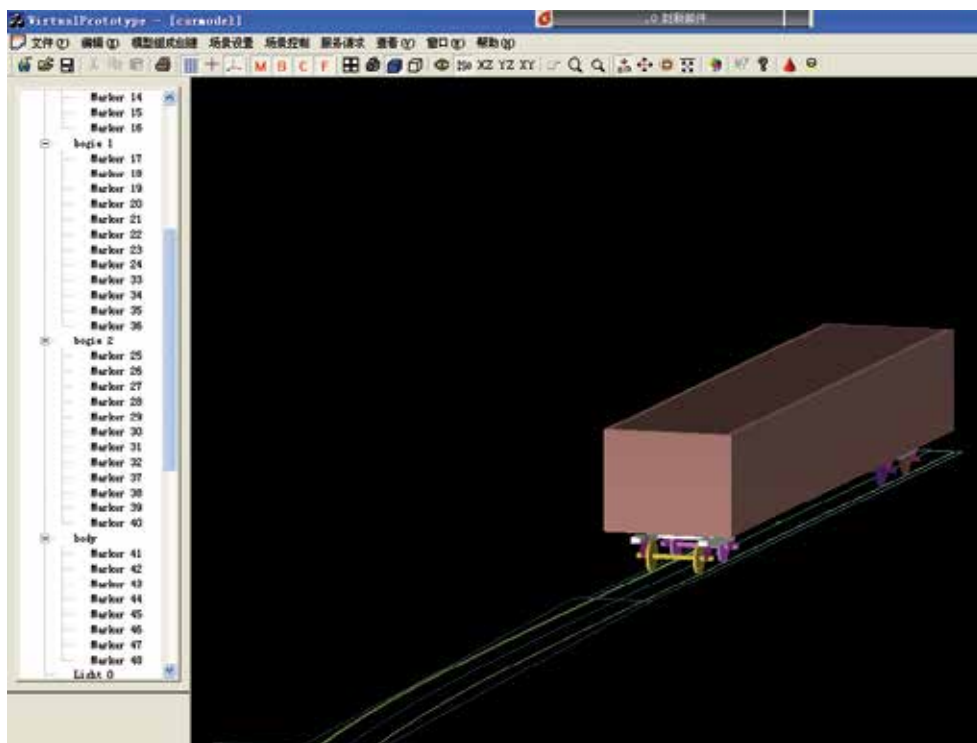 VirtualPrototype - [carmodel]
文件(F) 编辑(E) 模型组成创建 场景设置 场景控制 服务请求 查看(V) 窗口(W) 帮助(H)
M B C F ISO XZ YZ XY
Marker 14
Marker 15
Marker 16
bogie 1
Marker 17
Marker 18
Marker 19
Marker 20
Marker 21
Marker 22
Marker 23
Marker 24
Marker 33
Marker 34
Marker 35
Marker 36
bogie 2
Marker 25
Marker 26
Marker 27
Marker 28
Marker 29
Marker 30
Marker 31
Marker 32
Marker 37
Marker 38
Marker 39
Marker 40
body
Marker 41
Marker 42
Marker 43
Marker 44
Marker 45
Marker 46
Marker 47
Marker 48
Light 0